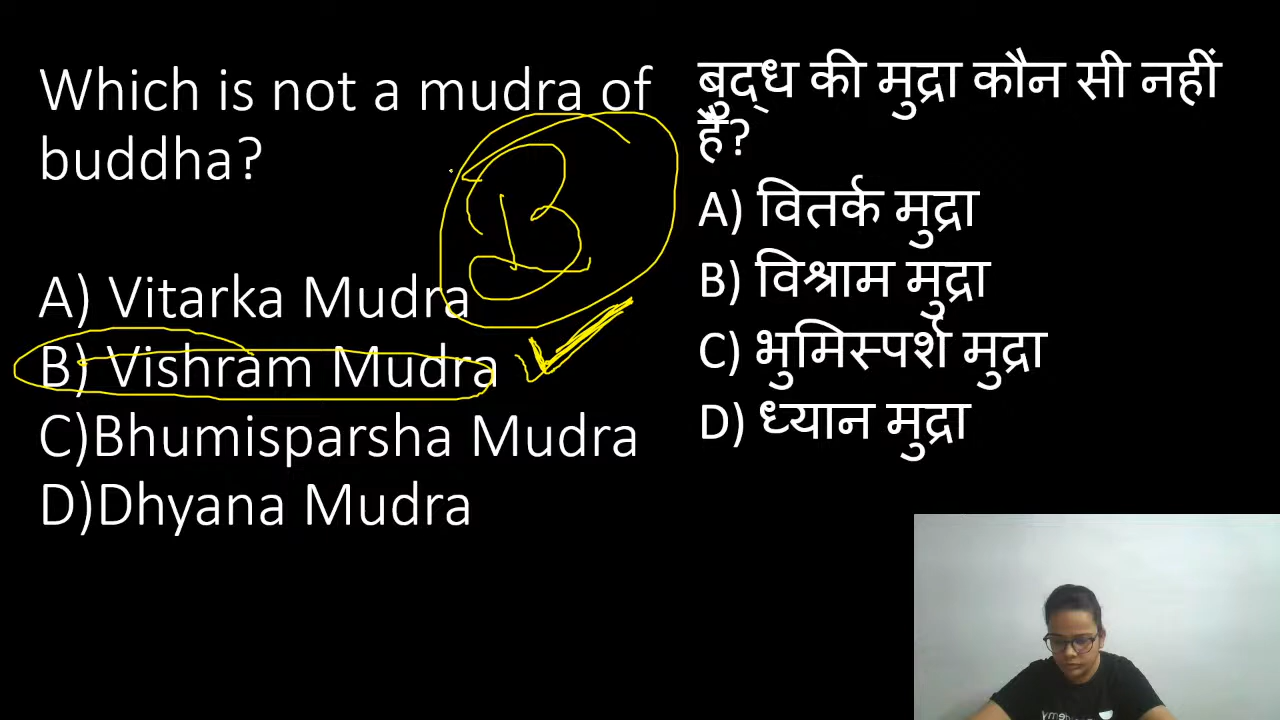 Which is not a mudra of
buddha?
A) Vitarka Mudra
B) Vishram Mudra
C)Bhumisparsha Mudra
D)Dhyana Mudra
B
बुद्ध की मुद्रा कौन सी नहीं
है?
A) वितर्क मुद्रा
B) विश्राम मुद्रा
C) भुमिस्पर्श मुद्रा
D) ध्यान मुद्रा